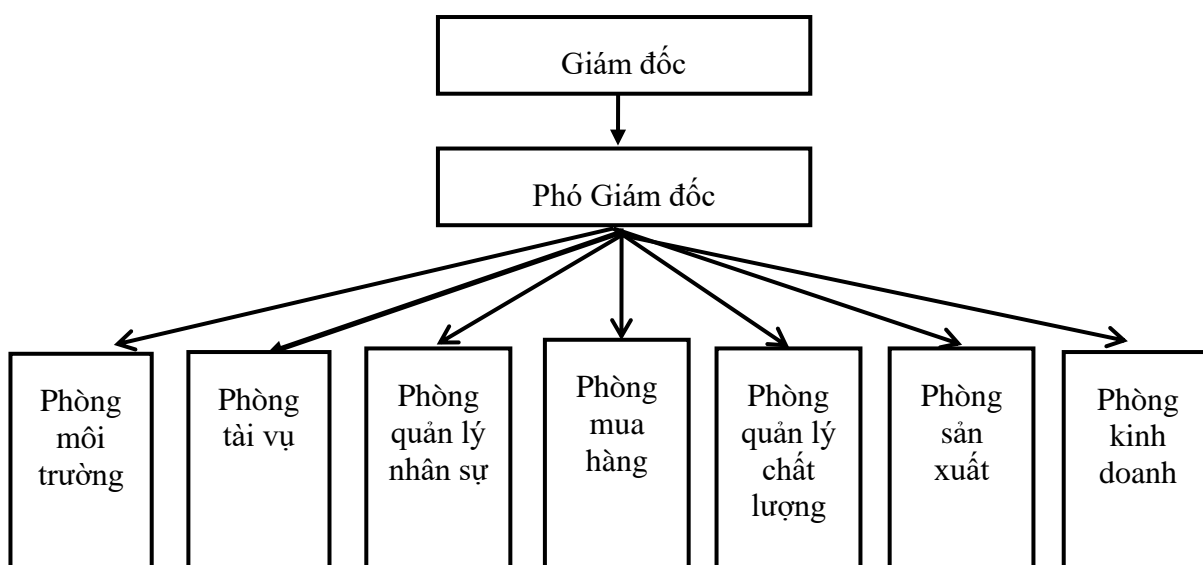 Giám đốc
Phó Giám đốc
Phòng
môi
trường
Phòng
tài vụ
Phòng
quản lý
nhân sự
Phòng
mua
hàng
Phòng
quản lý
chất
lượng
Phòng
sản
xuất
Phòng
kinh
doanh